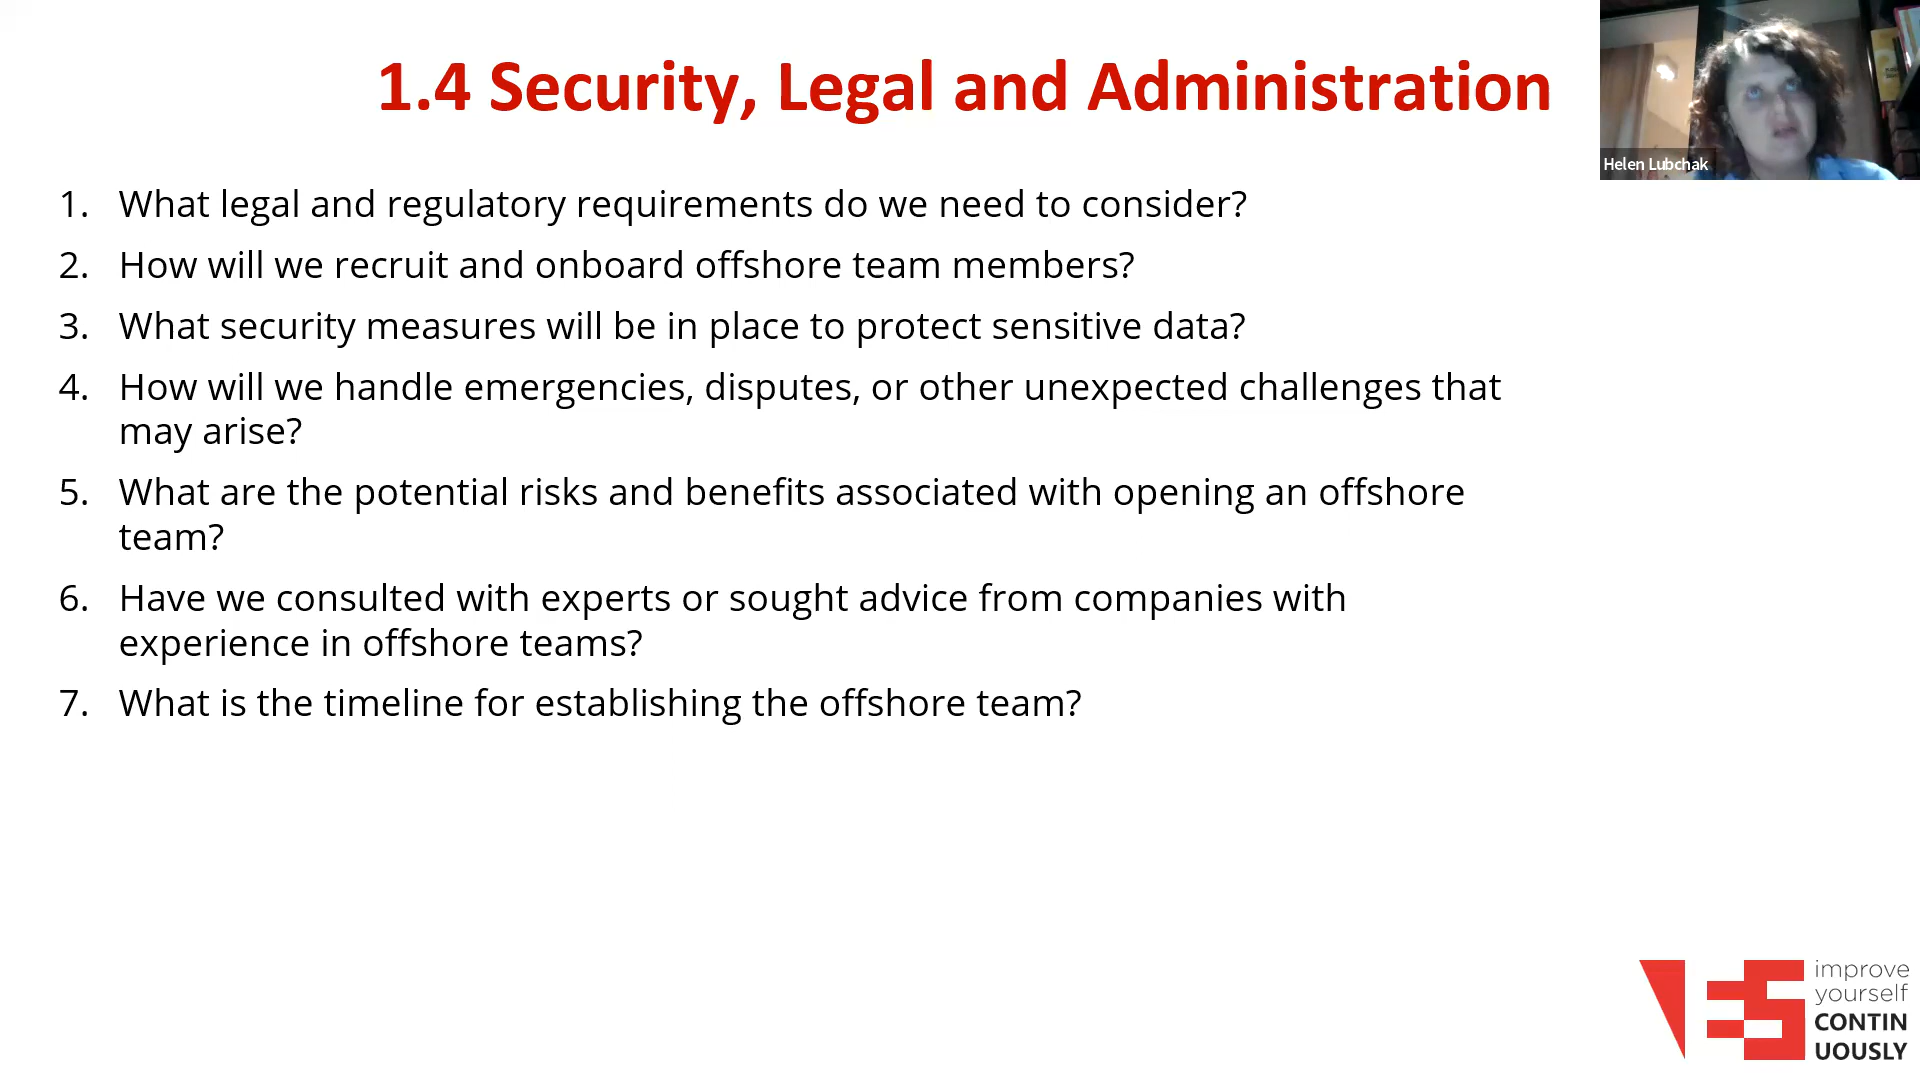 1.4 Security, Legal and Administration
Helen Lubchak
1. What legal and regulatory requirements do we need to consider?
2. How will we recruit and onboard offshore team members?
3. What security measures will be in place to protect sensitive data?
4. How will we handle emergencies, disputes, or other unexpected challenges that
may arise?
5. What are the potential risks and benefits associated with opening an offshore
team?
6. Have we consulted with experts or sought advice from companies with
experience in offshore teams?
7. What is the timeline for establishing the offshore team?
improve
yourself
CONTIN
UOUSLY